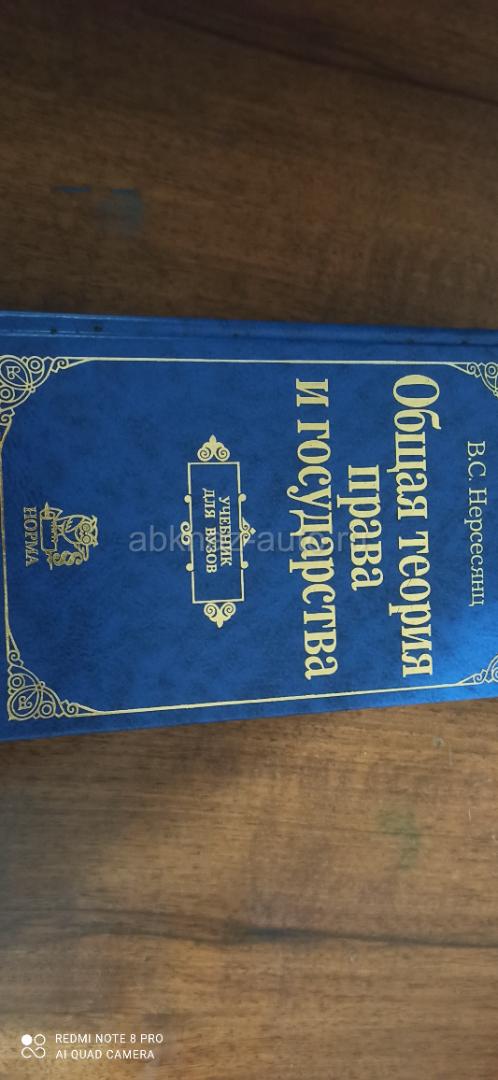 В.С. Нерсесянц
Общая теория
права
и государства
УЧЕБНИК
ДЛЯ ВУЗОВ
НОРМА
REDMI NOTE 8 PRO
AI QUAD CAMERA